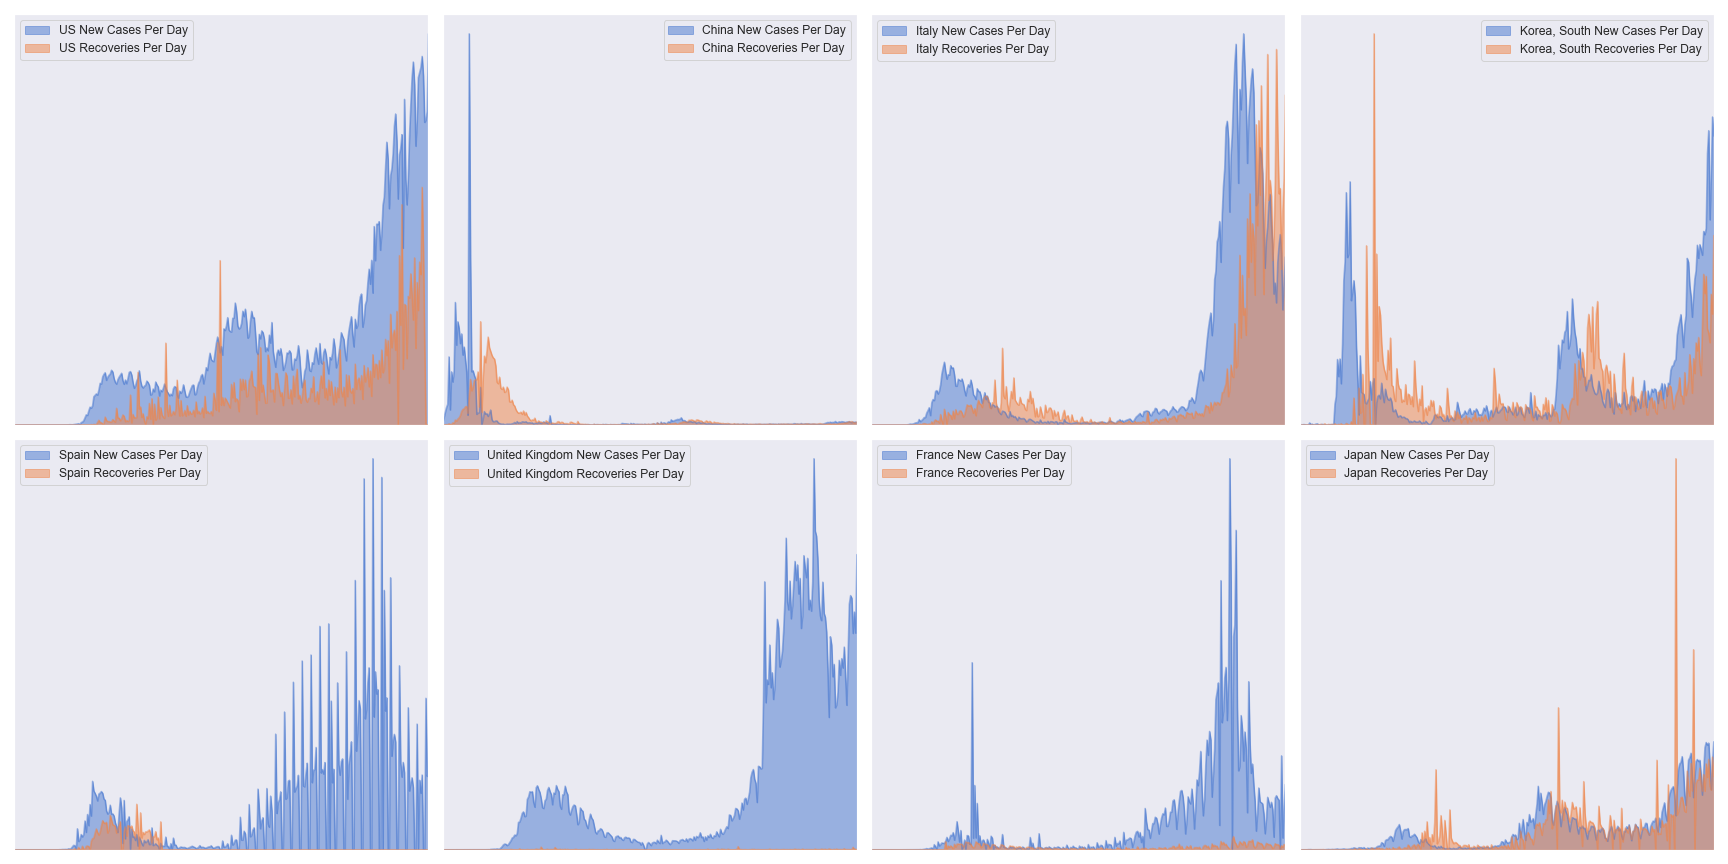 US New Cases Per Day
US Recoveries Per Day
China New Cases Per Day
China Recoveries Per Day
Italy New Cases Per Day
Italy Recoveries Per Day
Korea, South New Cases Per Day
Korea, South Recoveries Per Day
Spain New Cases Per Day
Spain Recoveries Per Day
United Kingdom New Cases Per Day
United Kingdom Recoveries Per Day
France New Cases Per Day
France Recoveries Per Day
Japan New Cases Per Day
Japan Recoveries Per Day